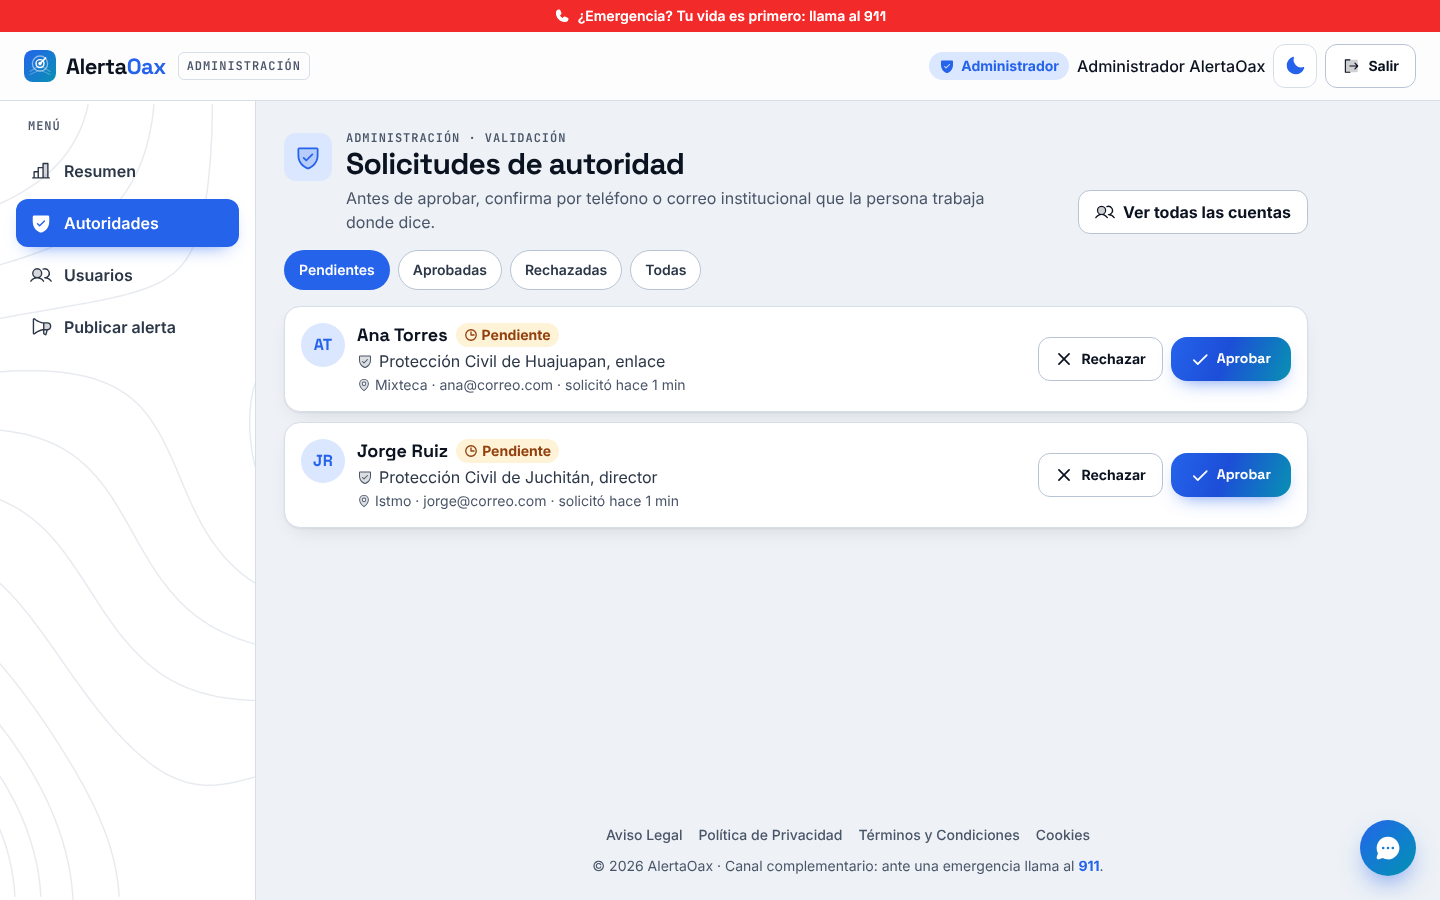 ¿Emergencia? Tu vida es primero: llama al 911
AlertaOax
ADMINISTRACIÓN
Administrador
Administrador AlertaOax
Salir
MENÚ
Resumen
Autoridades
Usuarios
Publicar alerta
ADMINISTRACIÓN · VALIDACIÓN
Solicitudes de autoridad
Antes de aprobar, confirma por teléfono o correo institucional que la persona trabaja
donde dice.
Ver todas las cuentas
Pendientes
Aprobadas
Rechazadas
Todas
AT
Ana Torres
Pendiente
Protección Civil de Huajuapan, enlace
Mixteca · ana@correo.com · solicitó hace 1 min
Rechazar
Aprobar
JR
Jorge Ruiz
Pendiente
Protección Civil de Juchitán, director
Istmo · jorge@correo.com · solicitó hace 1 min
Rechazar
Aprobar
Aviso Legal
Política de Privacidad
Términos y Condiciones
Cookies
© 2026 AlertaOax · Canal complementario: ante una emergencia llama al 911.